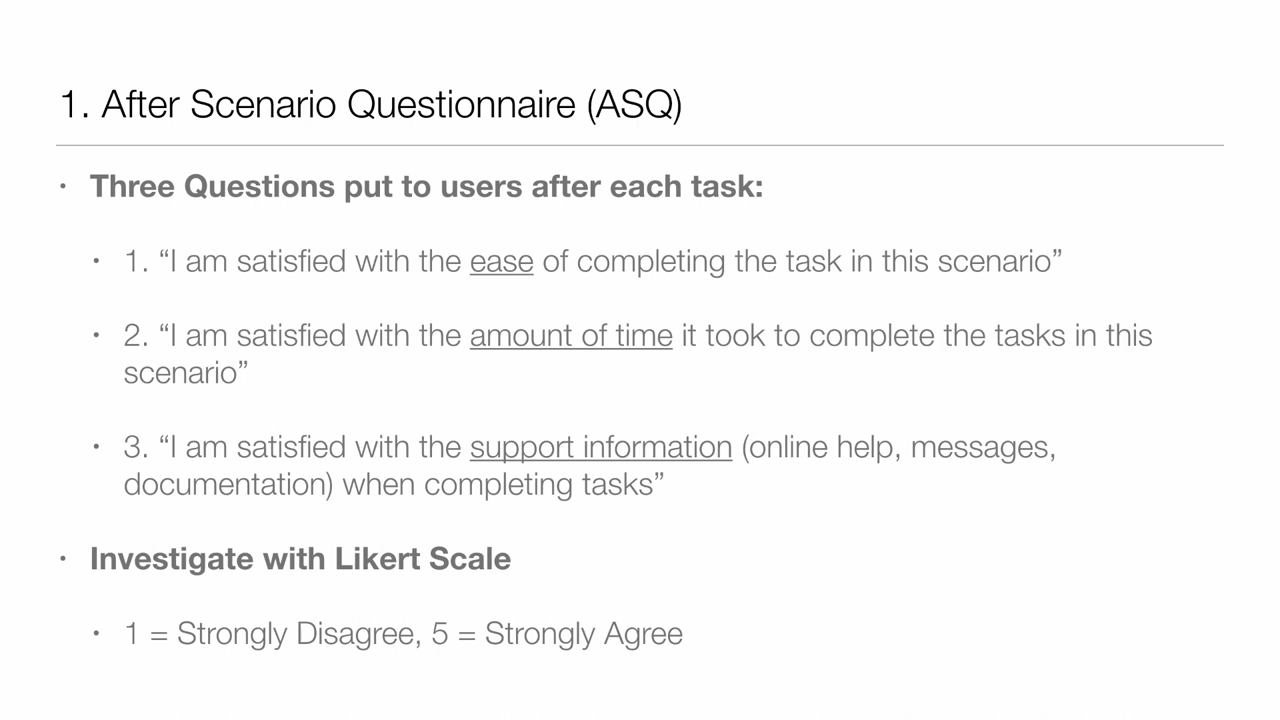 1. After Scenario Questionnaire (ASQ)
• Three Questions put to users after each task:
• 1. “I am satisfied with the ease of completing the task in this scenario”
• 2. “I am satisfied with the amount of time it took to complete the tasks in this
scenario”
• 3. “I am satisfied with the support information (online help, messages,
documentation) when completing tasks”
• Investigate with Likert Scale
• 1 = Strongly Disagree, 5 = Strongly Agree